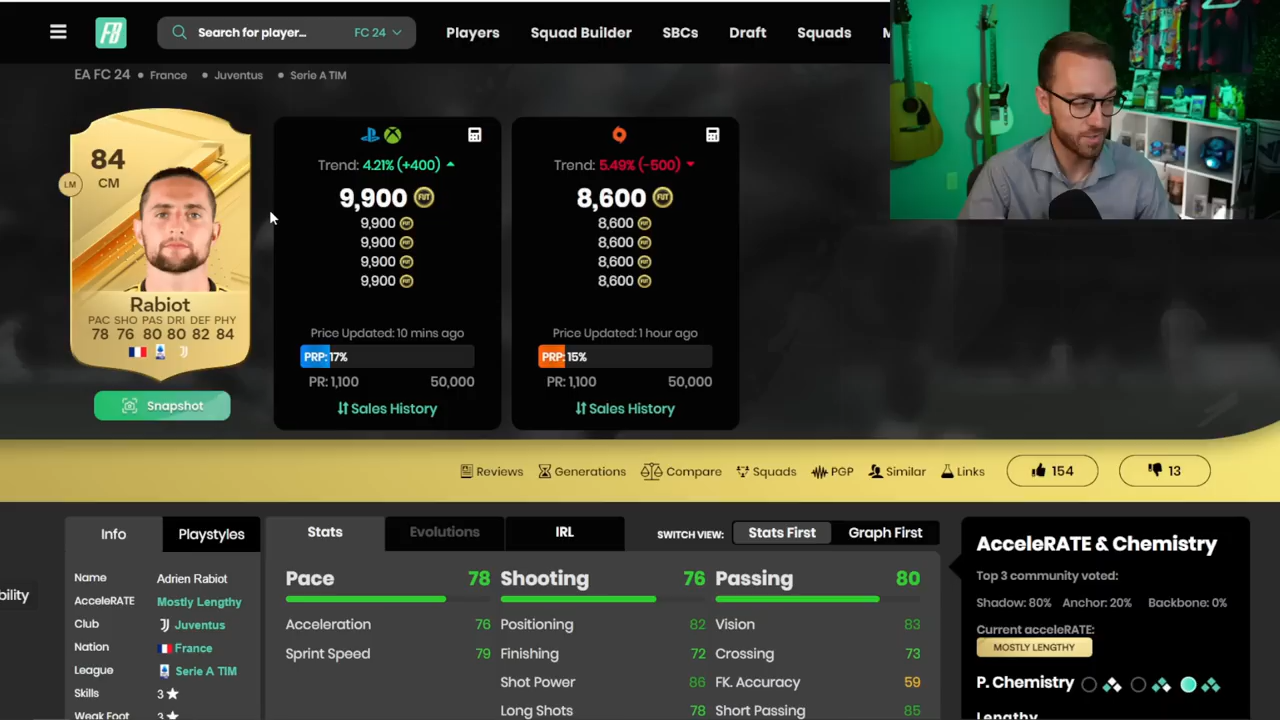 FB
Search for player...
FC 24
Players
Squad Builder
SBCs
Draft
Squads
EA FC 24 • France • Juventus • Serie A TIM
84
CM
LM
Rabiot
PAC SHO PAS DRI DEF PHY
78 76 80 80 82 84
Snapshot
Trend: 4.21% (+400)
9,900
9,900
9,900
9,900
9,900
Price Updated: 10 mins ago
PRP: 17%
PR: 1,100 50,000
Sales History
Trend: 5.49% (-500)
8,600
8,600
8,600
8,600
8,600
Price Updated: 1 hour ago
PRP: 15%
PR: 1,100 50,000
Sales History
Reviews
Generations
Compare
Squads
PGP
Similar
Links
154
13
Info
Playstyles
Name Adrien Rabiot
AcceleRATE Mostly Lengthy
Club Juventus
Nation France
League Serie A TIM
Skills 3
Weak Foot 3
bility
Stats
Evolutions
IRL
SWITCH VIEW:
Stats First
Graph First
Pace 78
Acceleration 76
Sprint Speed 79
Shooting 76
Positioning 82
Finishing 72
Shot Power 86
Long Shots 78
Passing 80
Vision 83
Crossing 73
FK. Accuracy 59
Short Passing 85
AcceleRATE & Chemistry
Top 3 community voted:
Shadow: 80% Anchor: 20% Backbone: 0%
Current acceleRATE:
MOSTLY LENGTHY
P. Chemistry
Lengthy